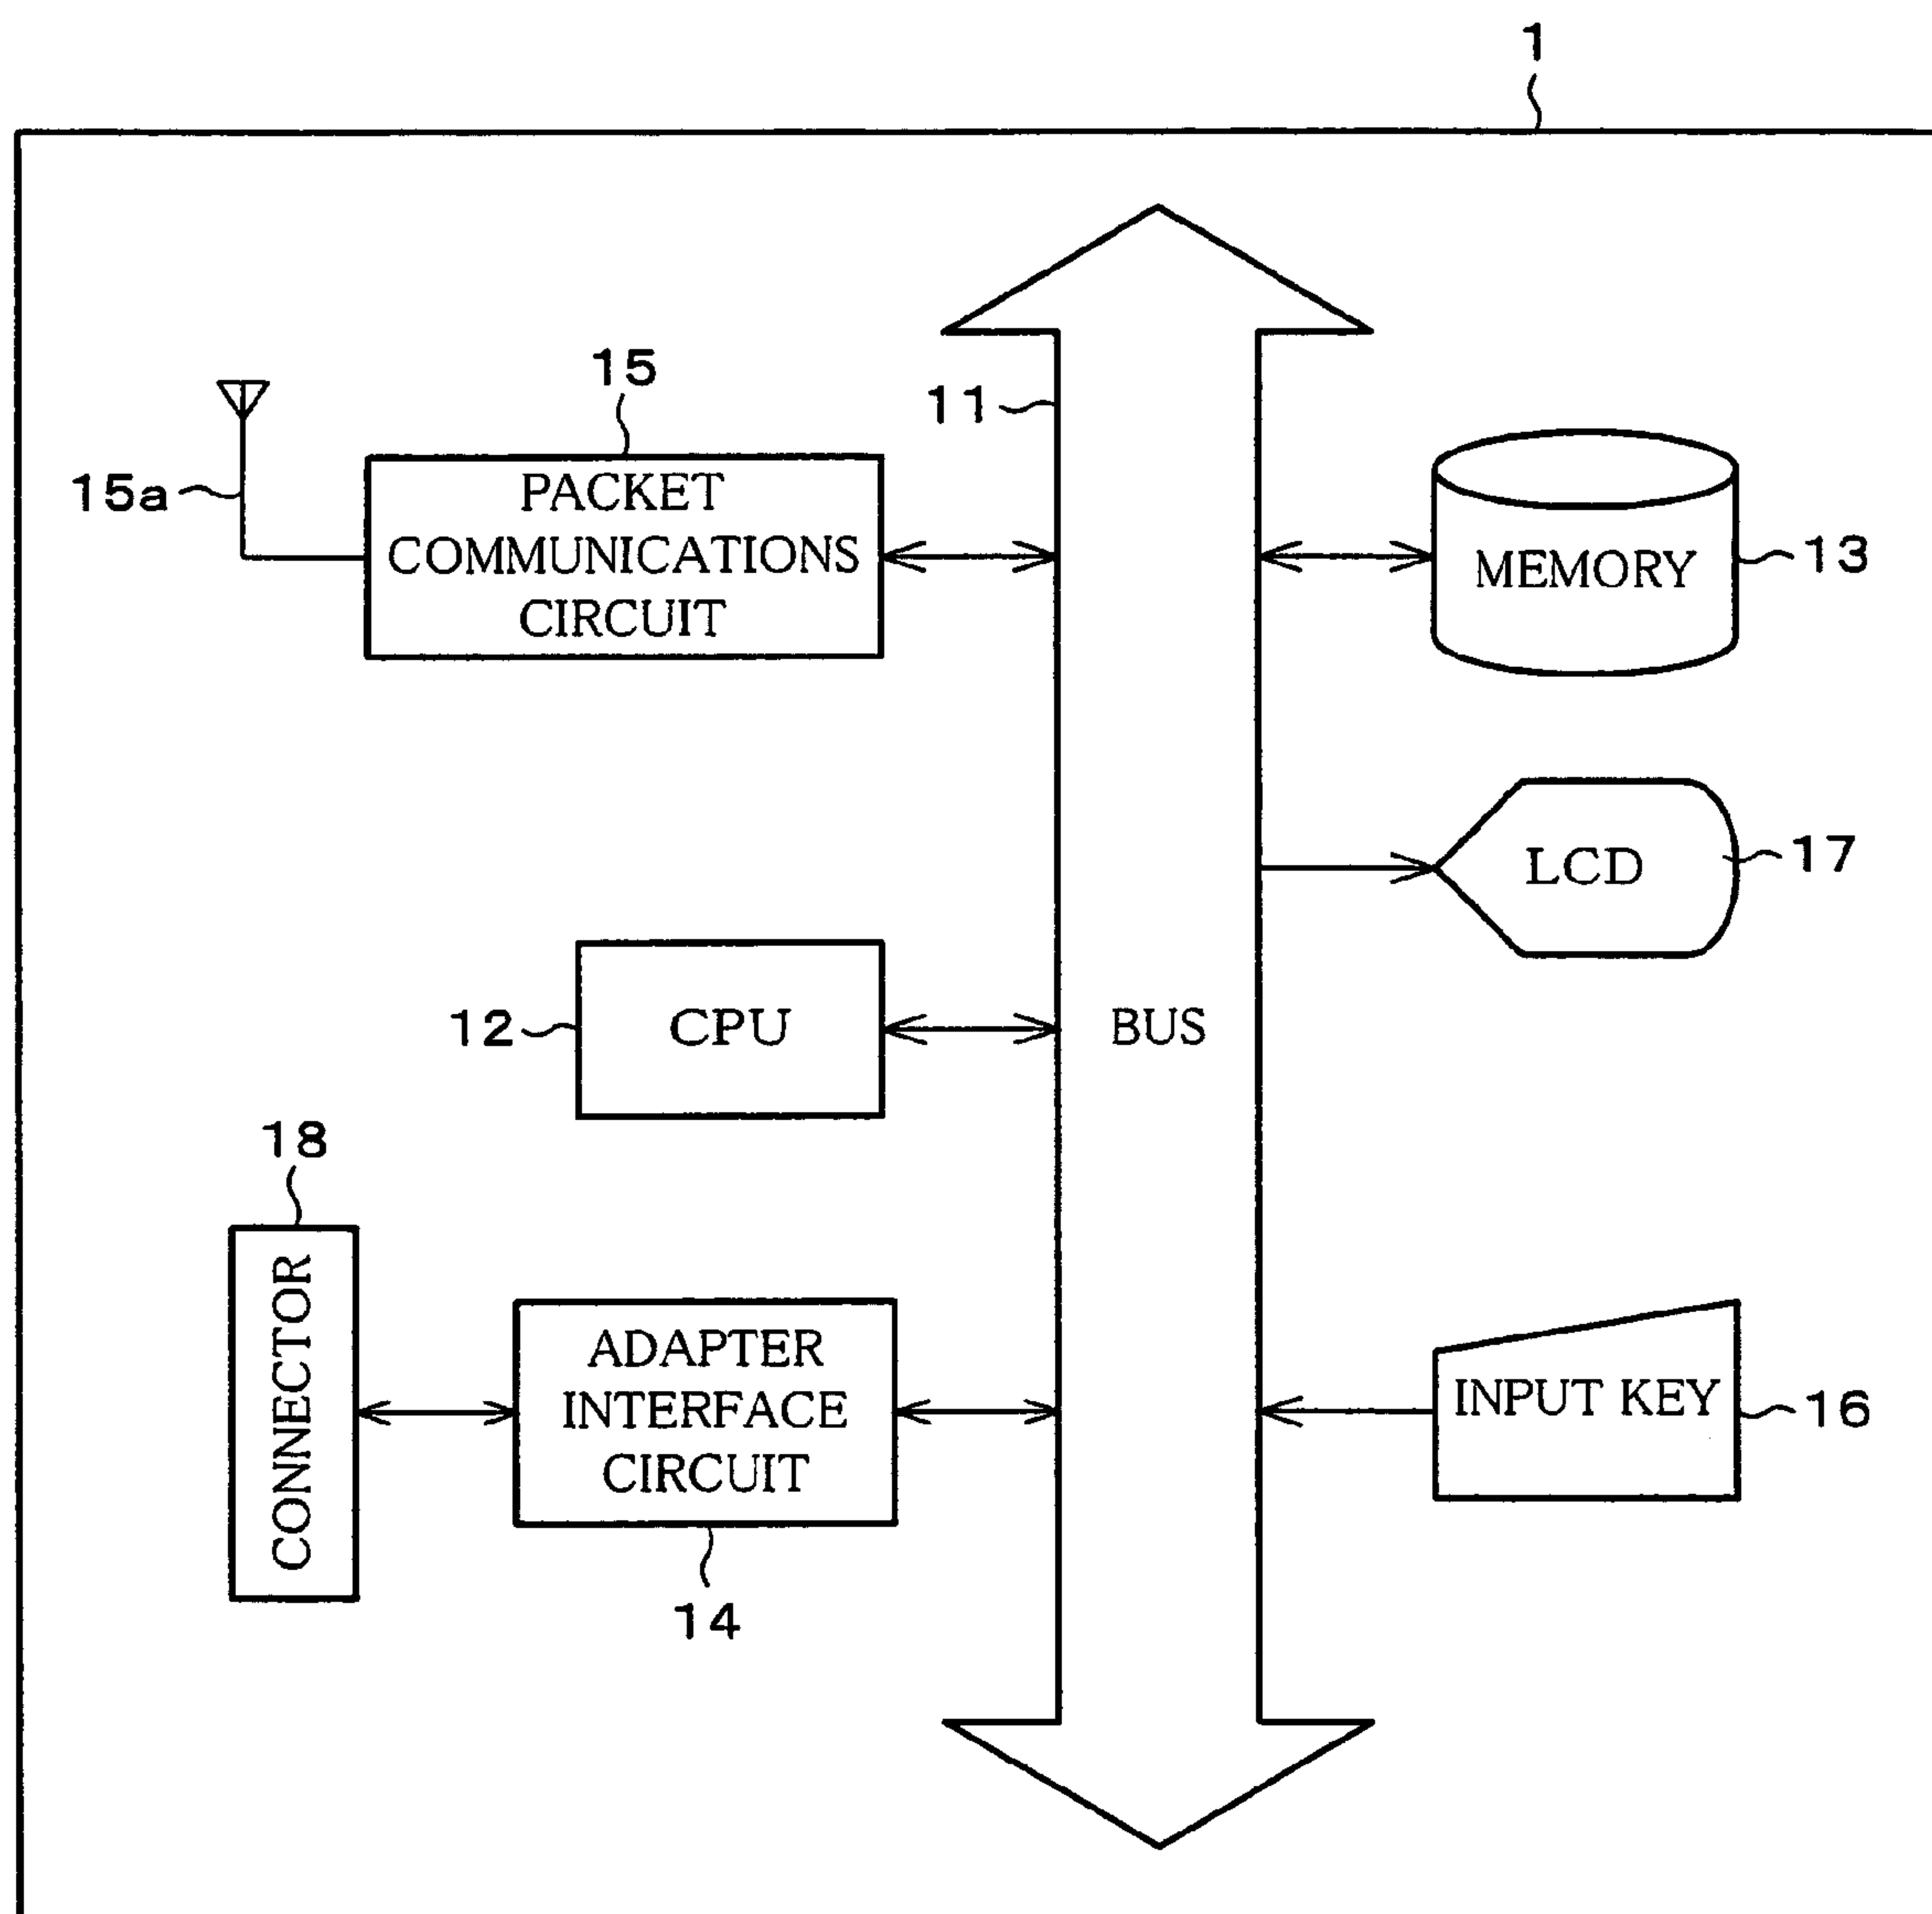 1
15
11
15a
PACKET
COMMUNICATIONS
CIRCUIT
MEMORY
13
LCD
17
12
CPU
BUS
18
CONNECTOR
ADAPTER
INTERFACE
CIRCUIT
14
INPUT KEY
16